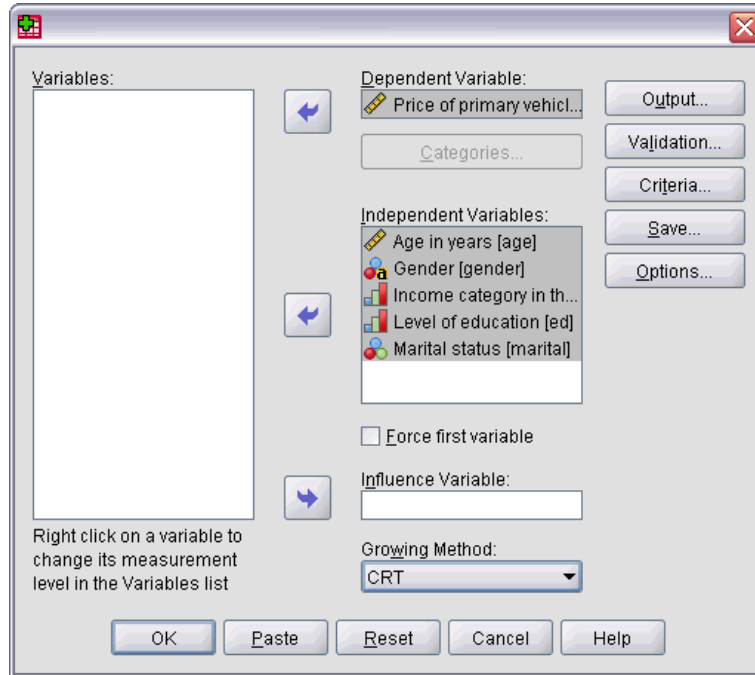 Variables:
Right click on a variable to
change its measurement
level in the Variables list
Dependent Variable:
Price of primary vehicl...
Categories...
Independent Variables:
Age in years [age]
a Gender [gender]
Income category in th...
Level of education [ed]
Marital status [marital]
Force first variable
Influence Variable:
Growing Method:
CRT
Output...
Validation...
Criteria...
Save...
Options...
OK
Paste
Reset
Cancel
Help